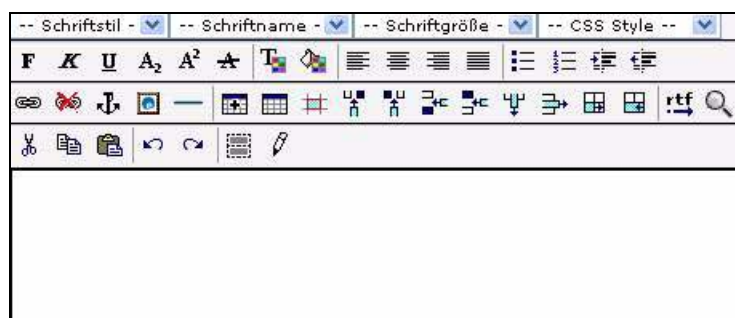 -- Schriftstil - -- Schriftname - -- Schriftgröße - -- CSS Style --
F K U A2 A² A T
rtf